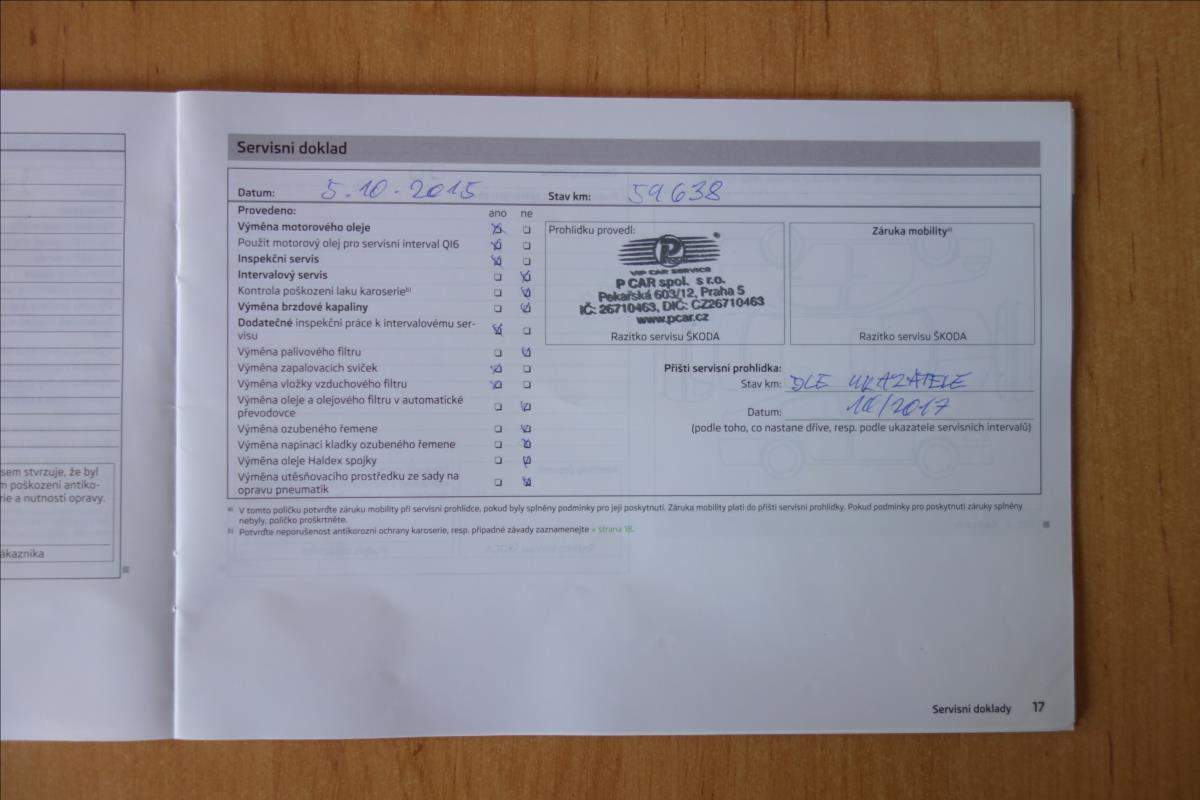 Servisní doklad
Datum: 5.10.2015 Stav km: 59638
Provedeno: ano ne
Výměna motorového oleje
Použit motorový olej pro servisní interval QI6
Inspekční servis
Intervalový servis
Kontrola poškození laku karoserieᵇ⁾
Výměna brzdové kapaliny
Dodatečné inspekční práce k intervalovému ser-
visu
Výměna palivového filtru
Výměna zapalovacích svíček
Výměna vložky vzduchového filtru
Výměna oleje a olejového filtru v automatické
převodovce
Výměna ozubeného řemene
Výměna napínací kladky ozubeného řemene
Výměna oleje Haldex spojky
Výměna utěsňovacího prostředku ze sady na
opravu pneumatik
Prohlídku provedl:
P
VIP CAR SERVICE
P CAR spol. s r.o.
Pekařská 603/12, Praha 5
IČ: 26710463, DIČ: CZ26710463
www.pcar.cz
Razítko servisu ŠKODA
Záruka mobilityᵃ⁾
Razítko servisu ŠKODA
Příští servisní prohlídka:
Stav km: DLE UKAZATELE
Datum: 10/2017
(podle toho, co nastane dříve, resp. podle ukazatele servisních intervalů)
ᵃ⁾ V tomto políčku potvrďte záruku mobility při servisní prohlídce, pokud byly splněny podmínky pro její poskytnutí. Záruka mobility platí do příští servisní prohlídky. Pokud podmínky pro poskytnutí záruky splněny
nebyly, políčko proškrtněte.
ᵇ⁾ Potvrďte neporušenost antikorozní ochrany karoserie, resp. případné závady zaznamenejte » strana 18.
sem stvrzuje, že byl
m poškození antiko-
rie a nutností opravy.
ákazníka
Servisní doklady 17